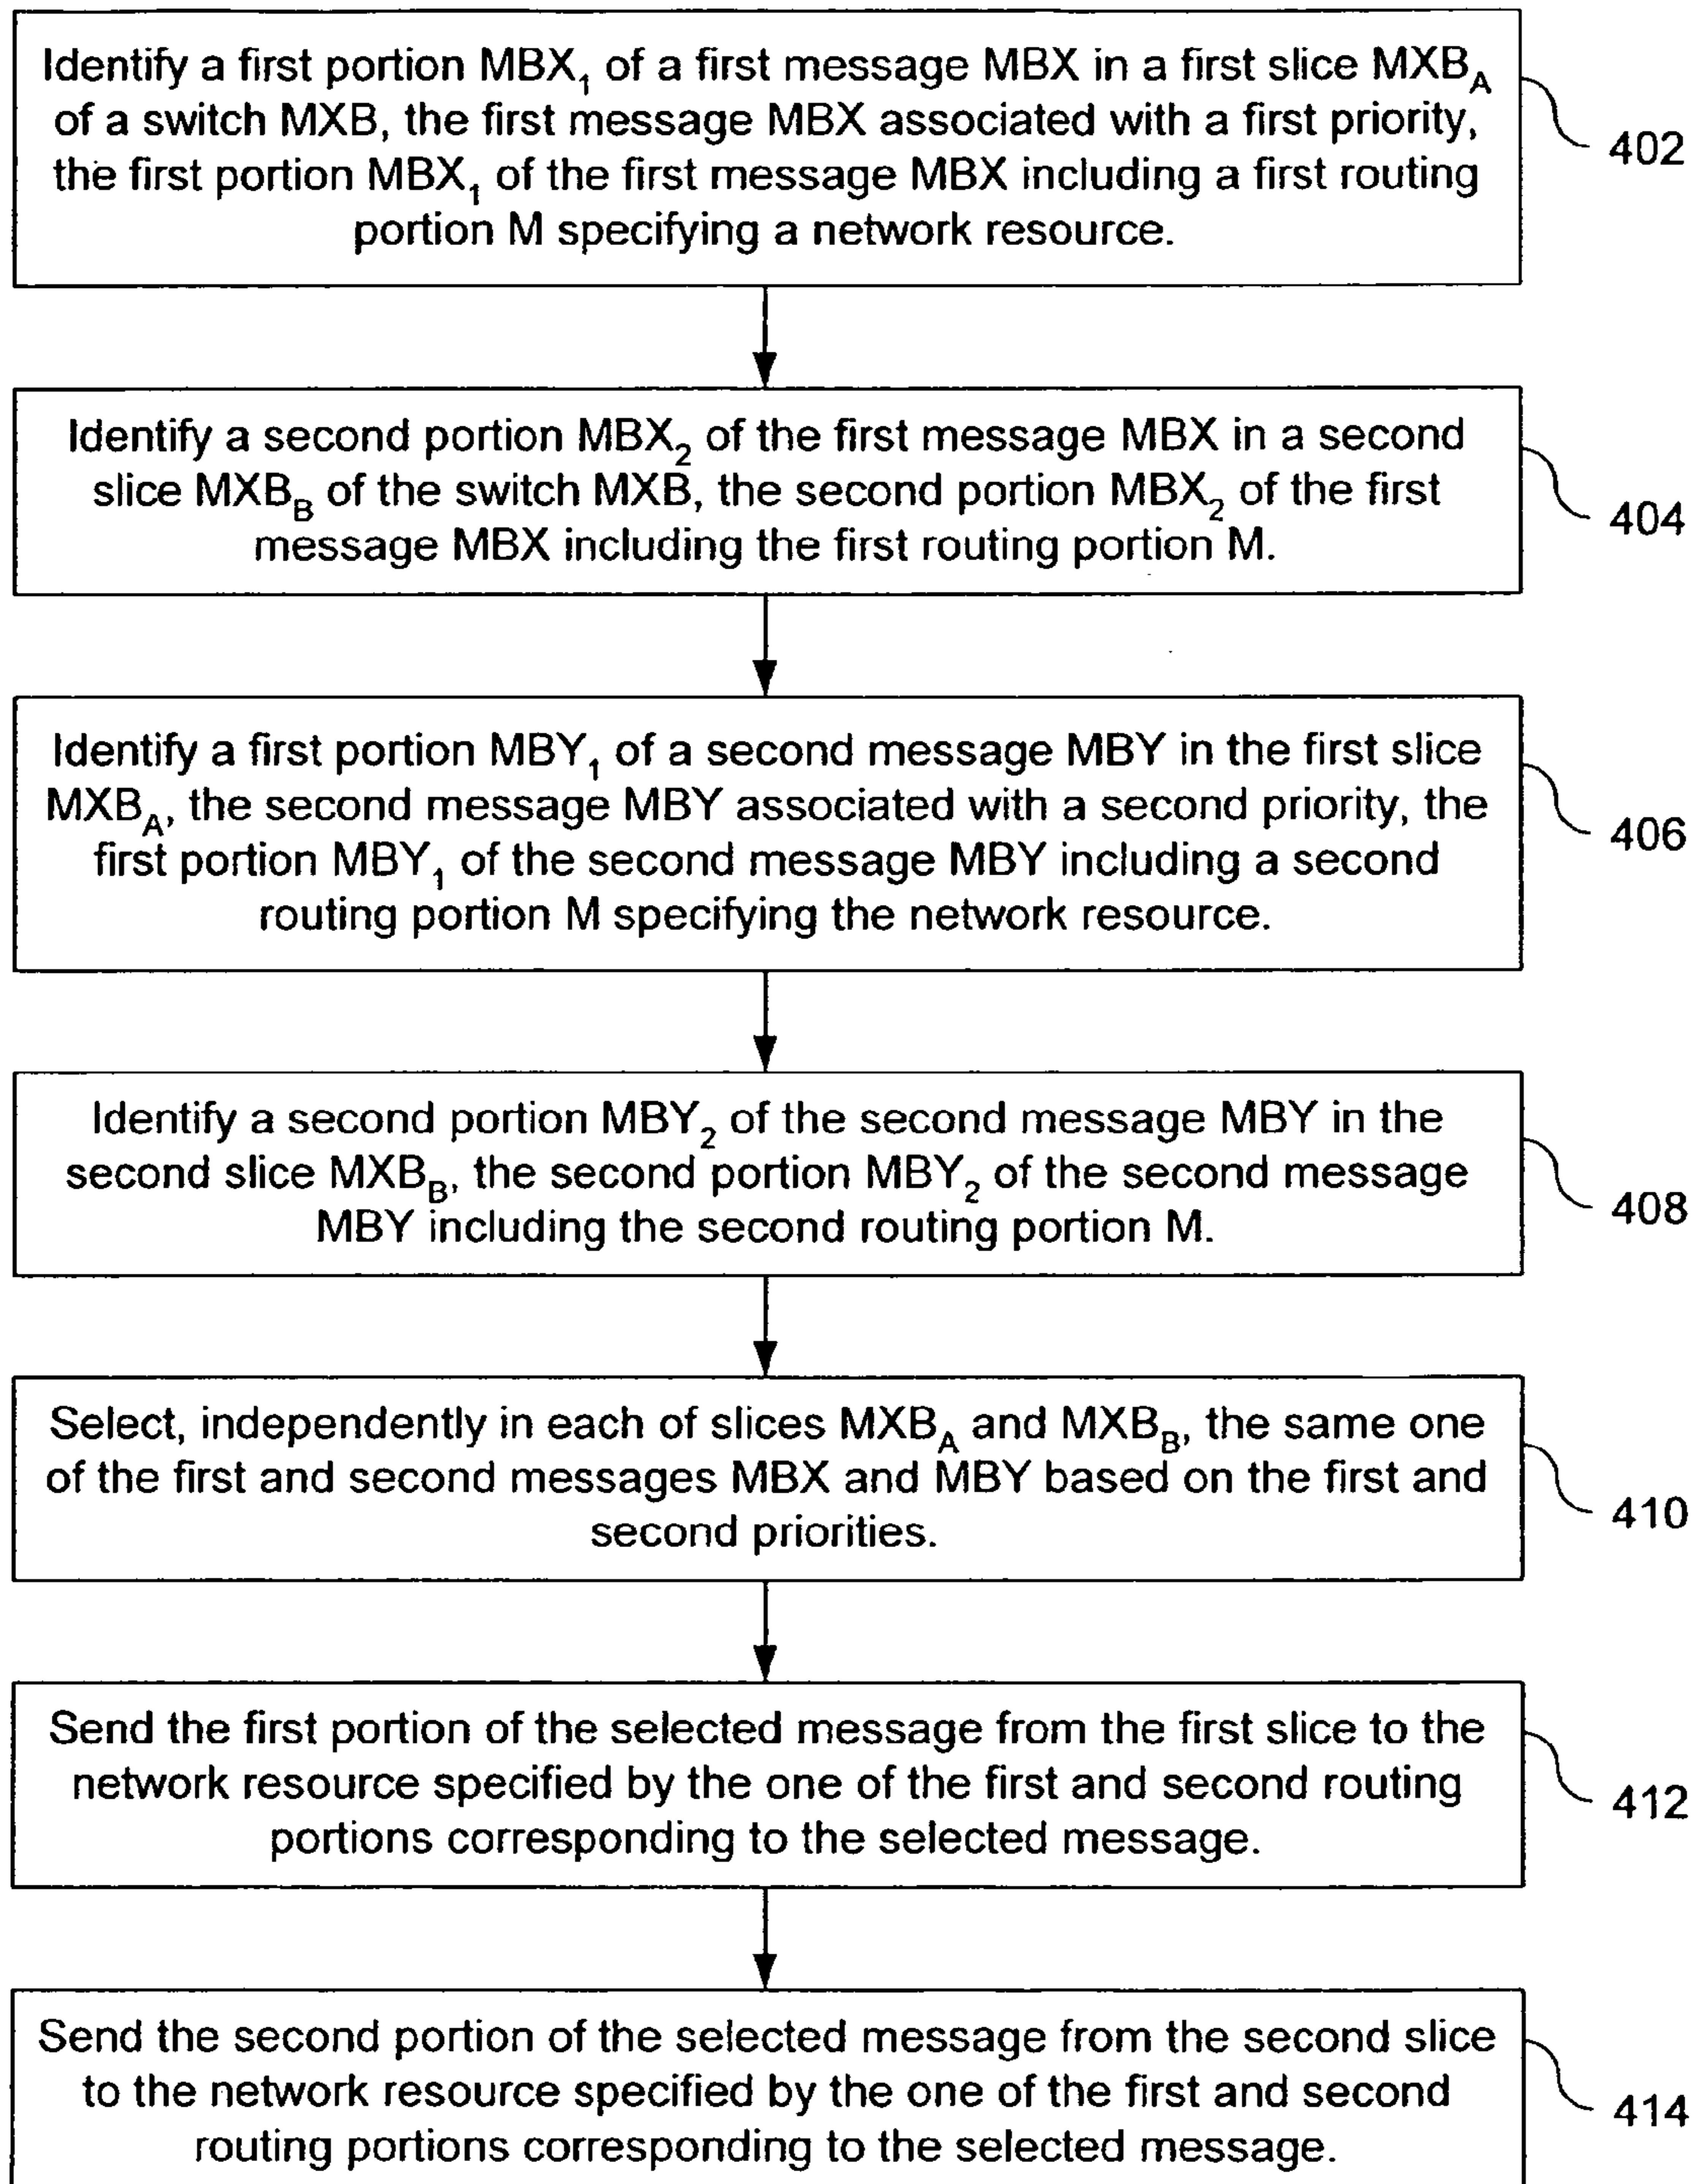 Identify a first portion MBX₁ of a first message MBX in a first slice MXB_A
of a switch MXB, the first message MBX associated with a first priority,
the first portion MBX₁ of the first message MBX including a first routing
portion M specifying a network resource.
402
Identify a second portion MBX₂ of the first message MBX in a second
slice MXB_B of the switch MXB, the second portion MBX₂ of the first
message MBX including the first routing portion M.
404
Identify a first portion MBY₁ of a second message MBY in the first slice
MXB_A, the second message MBY associated with a second priority, the
first portion MBY₁ of the second message MBY including a second
routing portion M specifying the network resource.
406
Identify a second portion MBY₂ of the second message MBY in the
second slice MXB_B, the second portion MBY₂ of the second message
MBY including the second routing portion M.
408
Select, independently in each of slices MXB_A and MXB_B, the same one
of the first and second messages MBX and MBY based on the first and
second priorities.
410
Send the first portion of the selected message from the first slice to the
network resource specified by the one of the first and second routing
portions corresponding to the selected message.
412
Send the second portion of the selected message from the second slice
to the network resource specified by the one of the first and second
routing portions corresponding to the selected message.
414